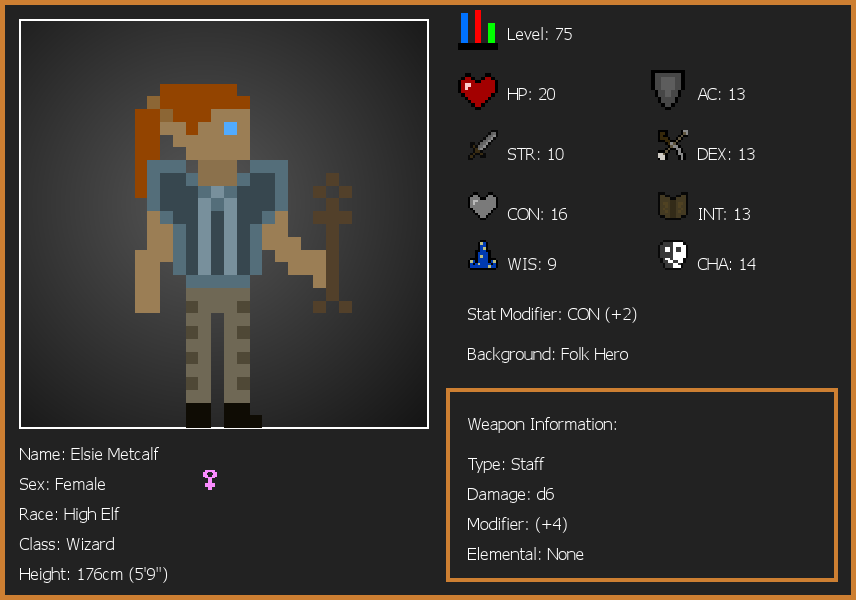 Level: 75
HP: 20
AC: 13
STR: 10
DEX: 13
CON: 16
INT: 13
WIS: 9
CHA: 14
Stat Modifier: CON (+2)
Background: Folk Hero
Weapon Information:
Type: Staff
Damage: d6
Modifier: (+4)
Elemental: None
Name: Elsie Metcalf
Sex: Female
Race: High Elf
Class: Wizard
Height: 176cm (5'9")